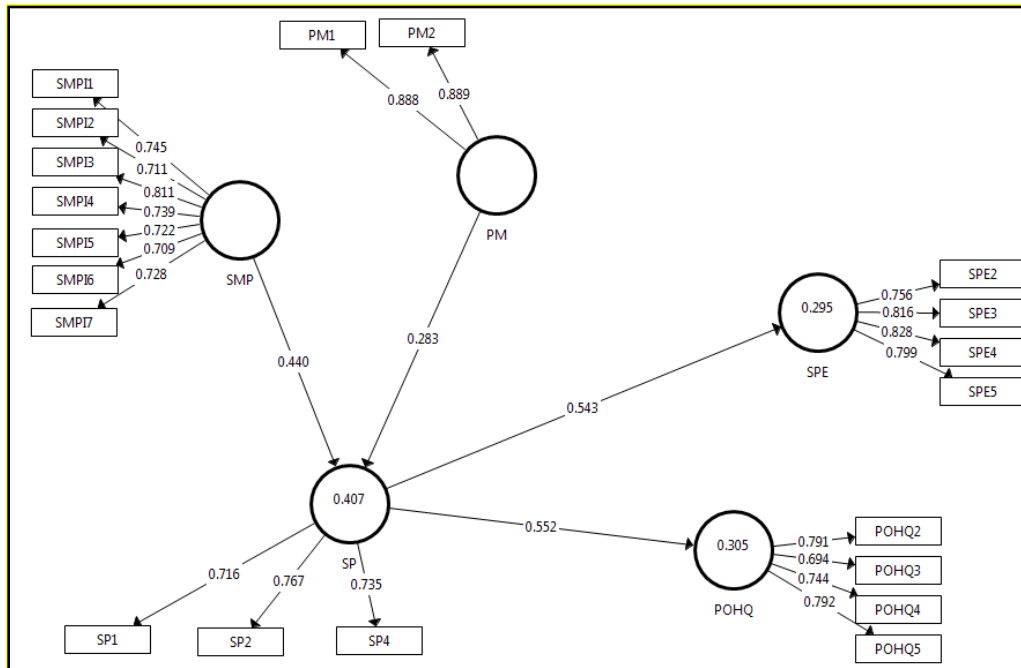 PM1
PM2
0.888
0.889
PM
SMPI1
SMPI2
SMPI3
SMPI4
SMPI5
SMPI6
SMPI7
0.745
0.711
0.811
0.739
0.722
0.709
0.728
SMP
0.440
0.283
0.295
SPE
0.756
0.816
0.828
0.799
SPE2
SPE3
SPE4
SPE5
0.543
0.407
SP
0.552
0.305
POHQ
0.791
0.694
0.744
0.792
POHQ2
POHQ3
POHQ4
POHQ5
0.716
0.767
0.735
SP1
SP2
SP4